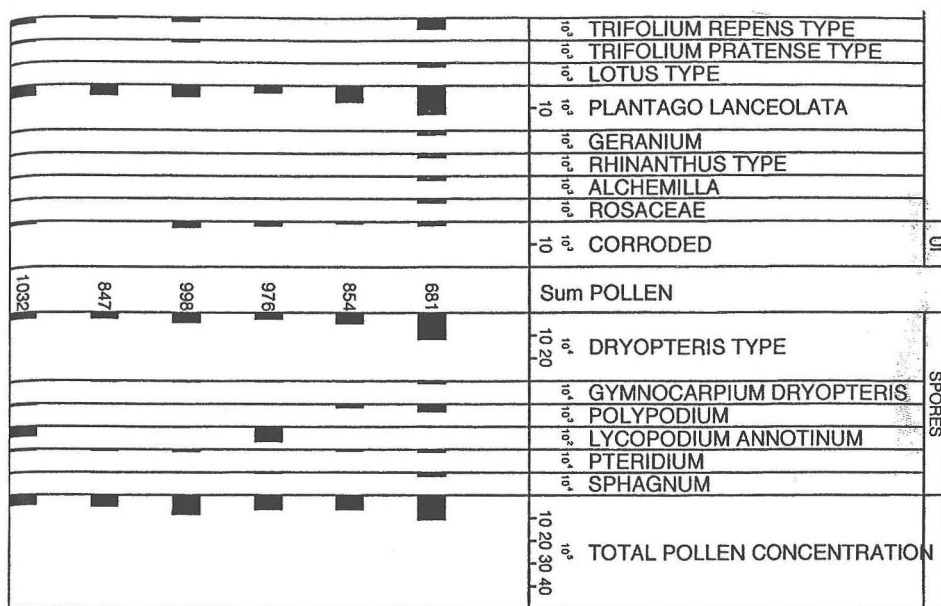 10³ TRIFOLIUM REPENS TYPE
10³ TRIFOLIUM PRATENSE TYPE
10³ LOTUS TYPE
10 10³ PLANTAGO LANCEOLATA
10³ GERANIUM
10³ RHINANTHUS TYPE
10³ ALCHEMILLA
10³ ROSACEAE
10 10³ CORRODED
1032 847 998 976 854 681 Sum POLLEN
10 20 10⁴ DRYOPTERIS TYPE
10⁴ GYMNOCARPIUM DRYOPTERIS
10³ POLYPODIUM
10² LYCOPODIUM ANNOTINUM
10⁴ PTERIDIUM
10⁴ SPHAGNUM
10 20 30 40 10⁵ TOTAL POLLEN CONCENTRATION
SPORES